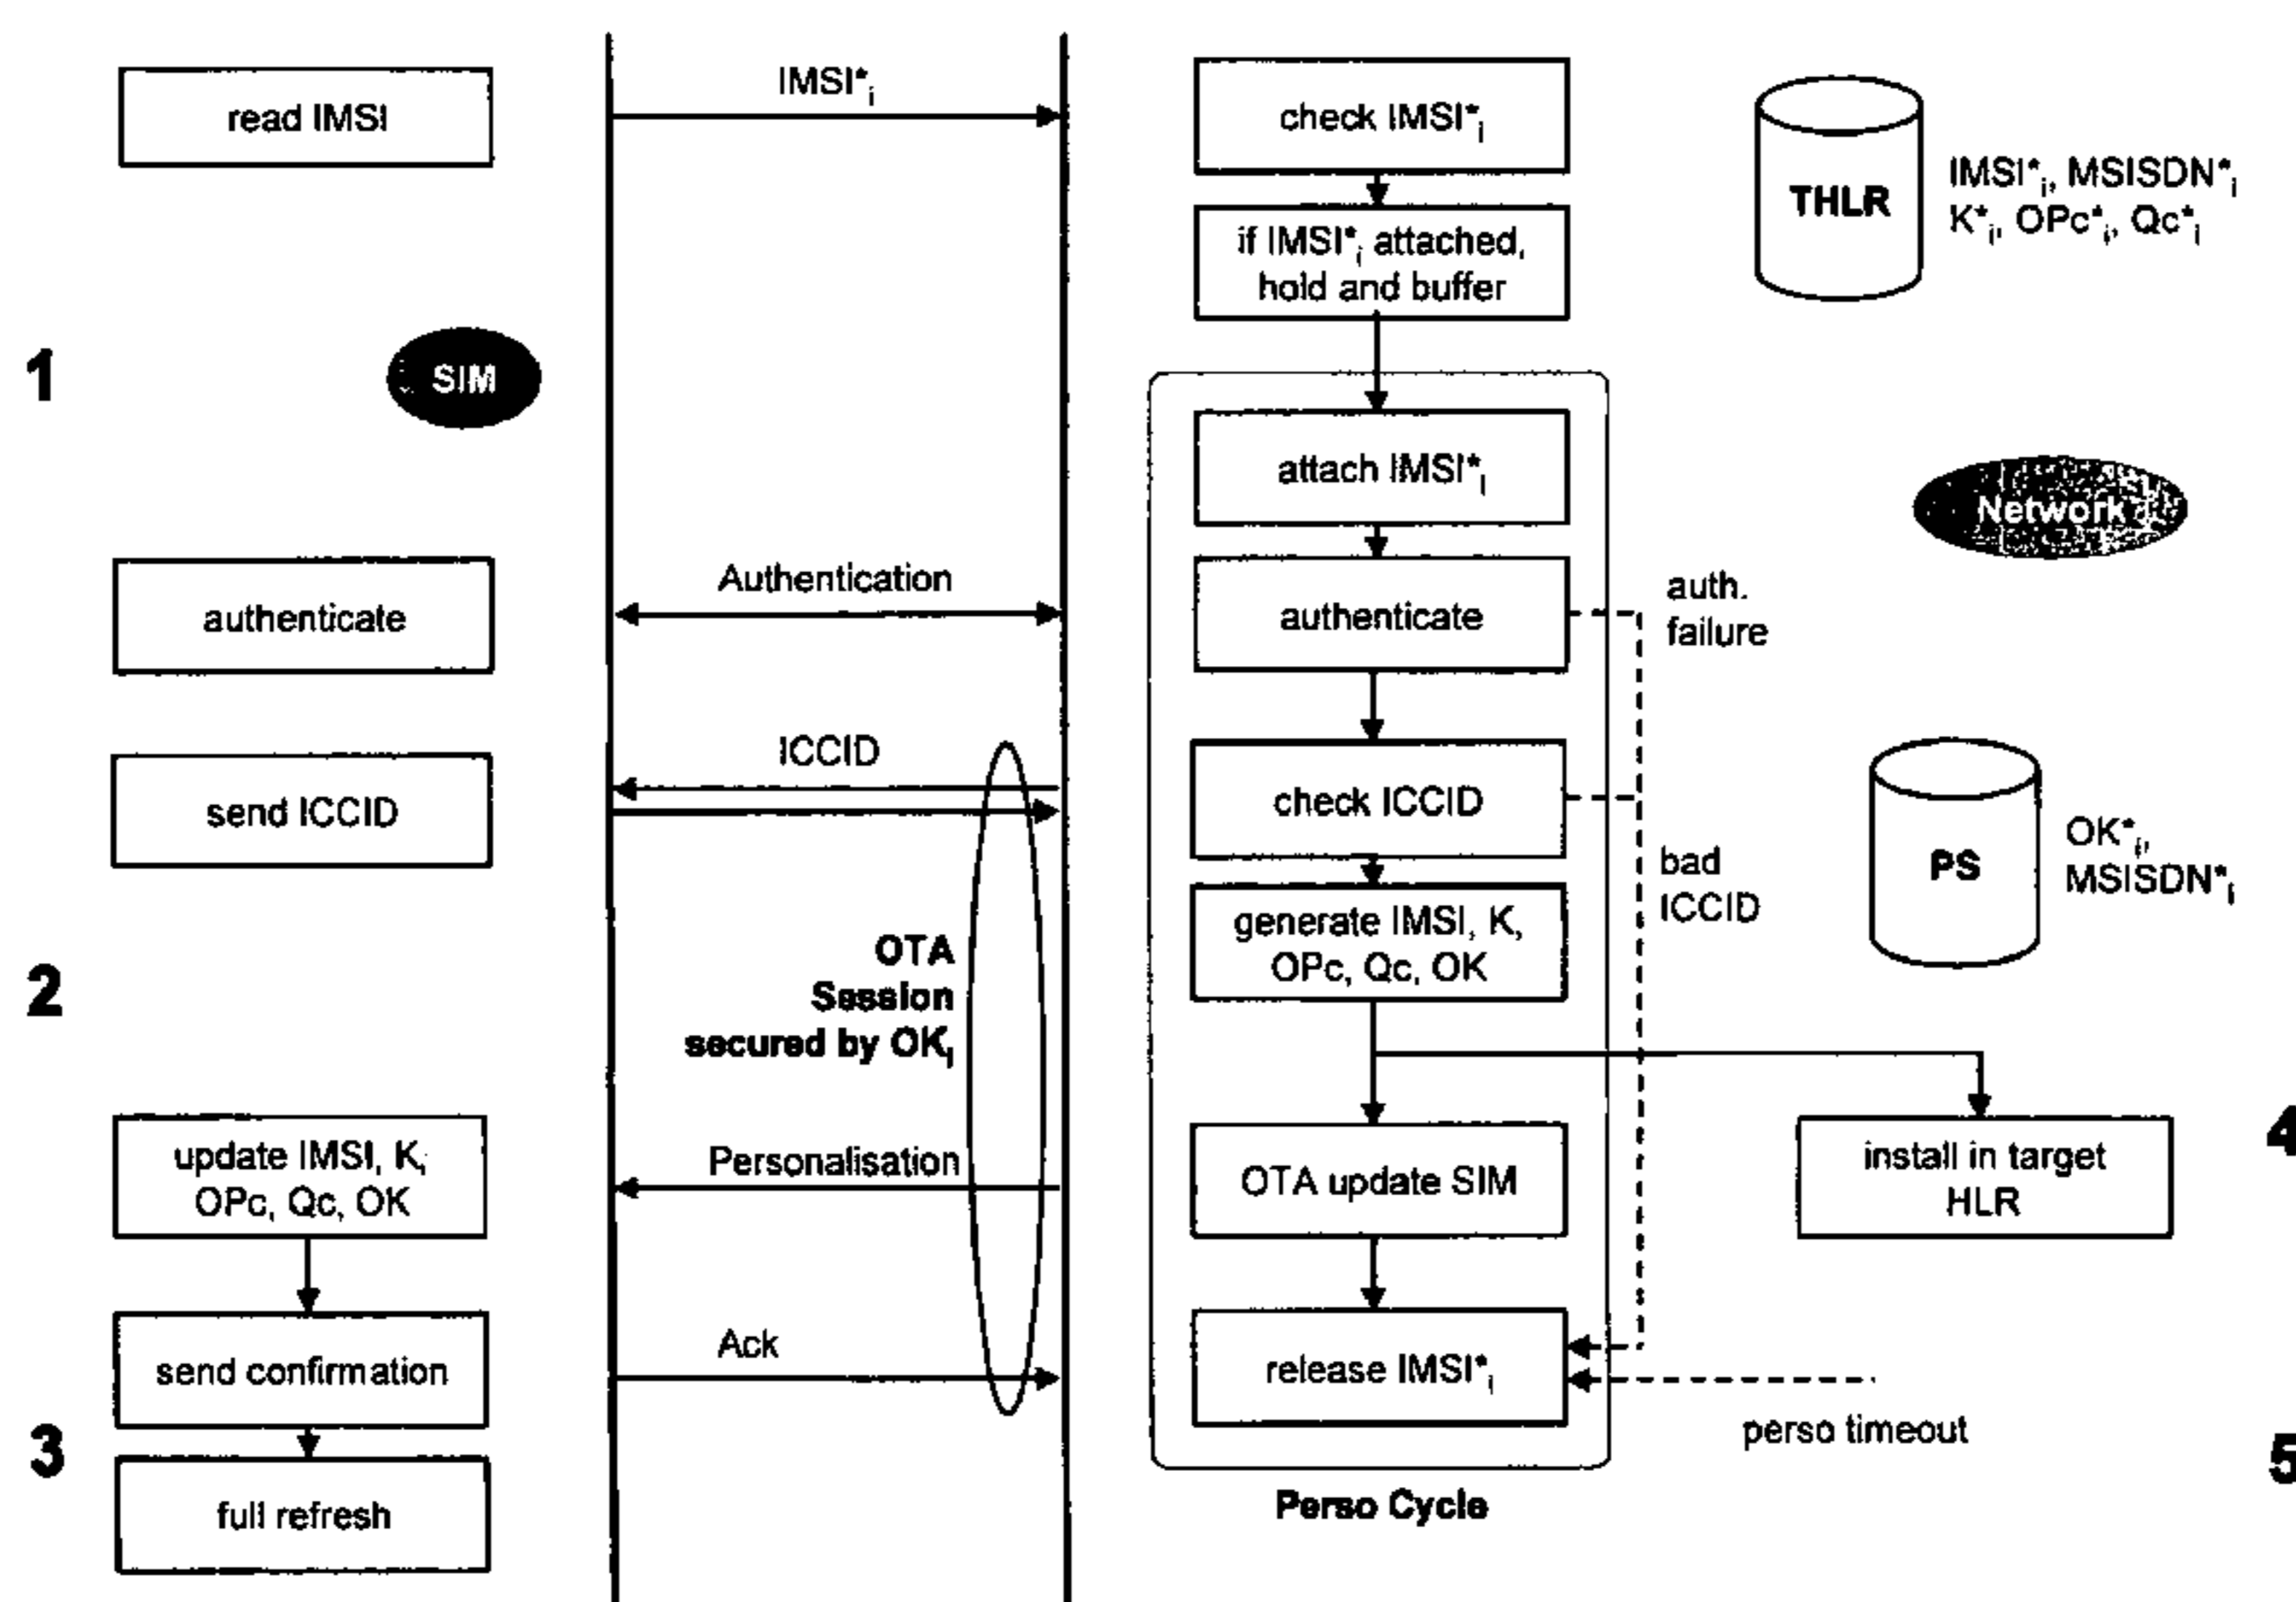 read IMSI
IMSI*i
check IMSI*i
if IMSI*i attached,
hold and buffer
THLR
IMSI*i, MSISDN*i
K*i, OPc*i, Qc*i
1
SIM
attach IMSI*i
Network
authenticate
Authentication
authenticate
auth.
failure
send ICCID
ICCID
check ICCID
bad
ICCID
PS
OK*i,
MSISDN*i
generate IMSI, K,
OPc, Qc, OK
2
OTA
Session
secured by OKi
update IMSI, K,
OPc, Qc, OK
Personalisation
OTA update SIM
install in target
HLR
4
send confirmation
Ack
release IMSI*i
perso timeout
3
full refresh
Perso Cycle
5